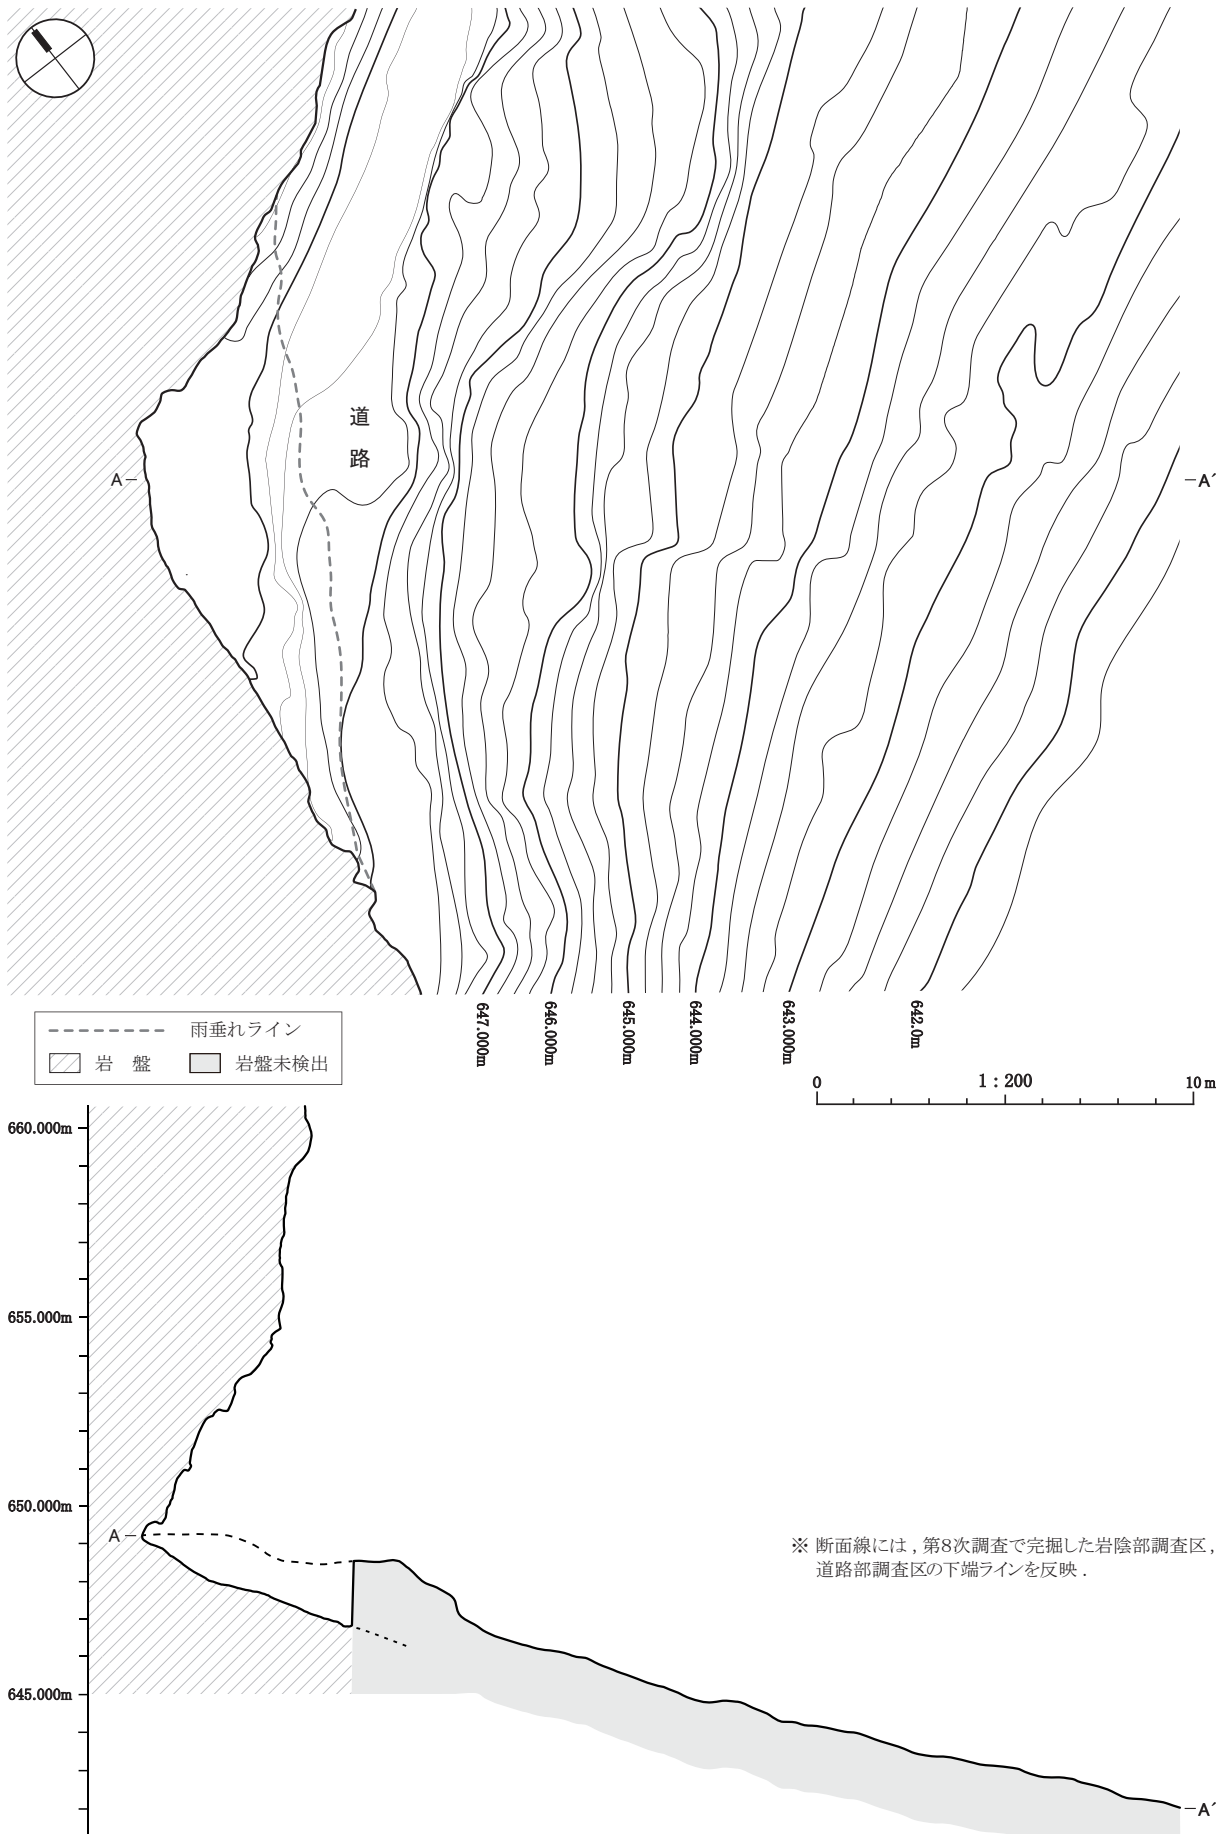 道
路
A
A´
647.000m
646.000m
645.000m
644.000m
643.000m
642.0m
雨垂れライン
岩 盤
岩盤未検出
0 1:200 10 m
660.000m
655.000m
650.000m
A
645.000m
※ 断面線には，第8次調査で完掘した岩陰部調査区，
道路部調査区の下端ラインを反映．
A´